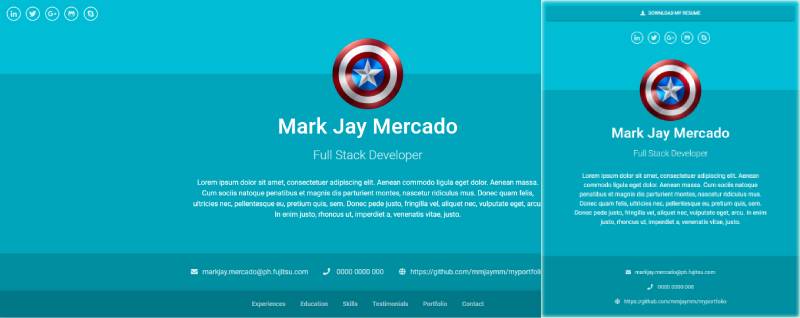 Mark Jay Mercado
Full Stack Developer
Lorem ipsum dolor sit amet, consectetuer adipiscing elit. Aenean commodo ligula eget dolor. Aenean massa.
Cum sociis natoque penatibus et magnis dis parturient montes, nascetur ridiculus mus. Donec quam felis,
ultricies nec, pellentesque eu, pretium quis, sem. Donec pede justo, fringilla vel, aliquet nec, vulputate eget, arcu
In enim justo, rhoncus ut, imperdiet a, venenatis vitae, justo.
markjay.mercado@ph.fujitsu.com 0000 0000 000 https://github.com/mmjaymm/myportfoli
Experiences Education Skills Testimonials Portfolio Contact
DOWNLOAD MY RESUME
in G+
Mark Jay Mercado
Full Stack Developer
Lorem ipsum dolor sit amet, consectetuer adipiscing elit. Aenean
commodo ligula eget dolor. Aenean massa. Cum sociis natoque
penatibus et magnis dis parturient montes, nascetur ridiculus mus.
Donec quam felis, ultricies nec, pellentesque eu, pretium quis, sem.
Donec pede justo, fringilla vel, aliquet nec, vulputate eget, arcu. In
enim justo, rhoncus ut, imperdiet a, venenatis vitae, justo.
markjay.mercado@ph.fujitsu.com
0000 0000 000
https://github.com/mmjaymm/myportfolio